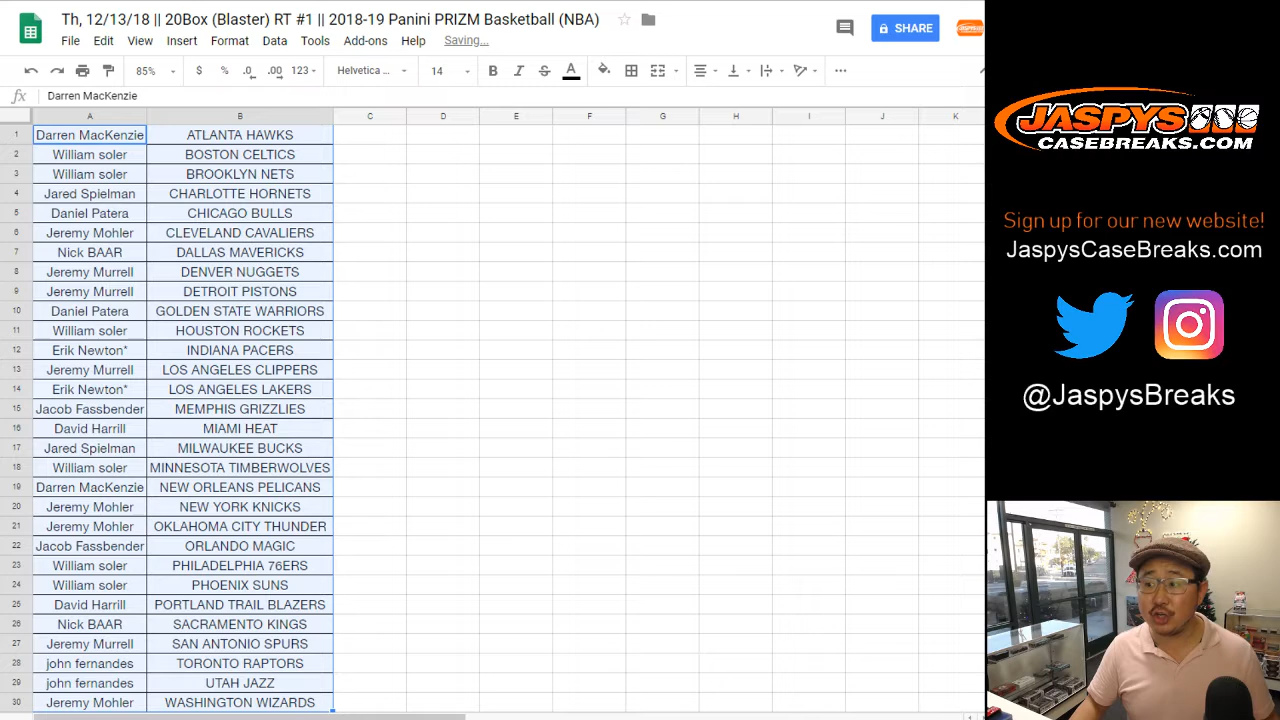 Th, 12/13/18 || 20Box (Blaster) RT #1 || 2018-19 Panini PRIZM Basketball (NBA)
File Edit View Insert Format Data Tools Add-ons Help Saving...
SHARE
85% $ % .0 .00 123 Helvetica ... 14 B I S A
fx Darren MacKenzie
A B C D E F G H I J K
1 Darren MacKenzie ATLANTA HAWKS
2 William soler BOSTON CELTICS
3 William soler BROOKLYN NETS
4 Jared Spielman CHARLOTTE HORNETS
5 Daniel Patera CHICAGO BULLS
6 Jeremy Mohler CLEVELAND CAVALIERS
7 Nick BAAR DALLAS MAVERICKS
8 Jeremy Murrell DENVER NUGGETS
9 Jeremy Murrell DETROIT PISTONS
10 Daniel Patera GOLDEN STATE WARRIORS
11 William soler HOUSTON ROCKETS
12 Erik Newton* INDIANA PACERS
13 Jeremy Murrell LOS ANGELES CLIPPERS
14 Erik Newton* LOS ANGELES LAKERS
15 Jacob Fassbender MEMPHIS GRIZZLIES
16 David Harrill MIAMI HEAT
17 Jared Spielman MILWAUKEE BUCKS
18 William soler MINNESOTA TIMBERWOLVES
19 Darren MacKenzie NEW ORLEANS PELICANS
20 Jeremy Mohler NEW YORK KNICKS
21 Jeremy Mohler OKLAHOMA CITY THUNDER
22 Jacob Fassbender ORLANDO MAGIC
23 William soler PHILADELPHIA 76ERS
24 William soler PHOENIX SUNS
25 David Harrill PORTLAND TRAIL BLAZERS
26 Nick BAAR SACRAMENTO KINGS
27 Jeremy Murrell SAN ANTONIO SPURS
28 john fernandes TORONTO RAPTORS
29 john fernandes UTAH JAZZ
30 Jeremy Mohler WASHINGTON WIZARDS
JASPYS
CASEBREAKS.COM
Sign up for our new website!
JaspysCaseBreaks.com
@JaspysBreaks